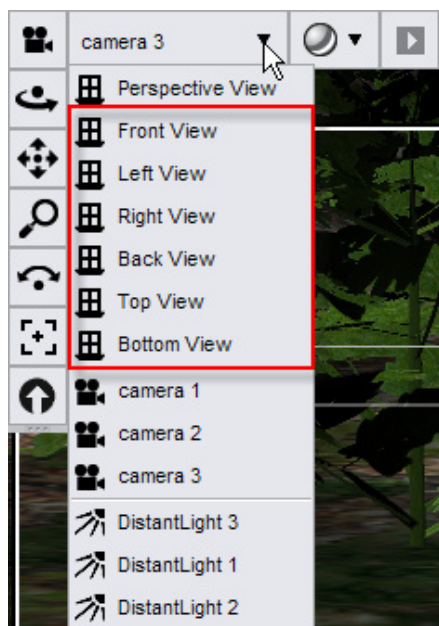 camera 3
Perspective View
Front View
Left View
Right View
Back View
Top View
Bottom View
camera 1
camera 2
camera 3
DistantLight 3
DistantLight 1
DistantLight 2